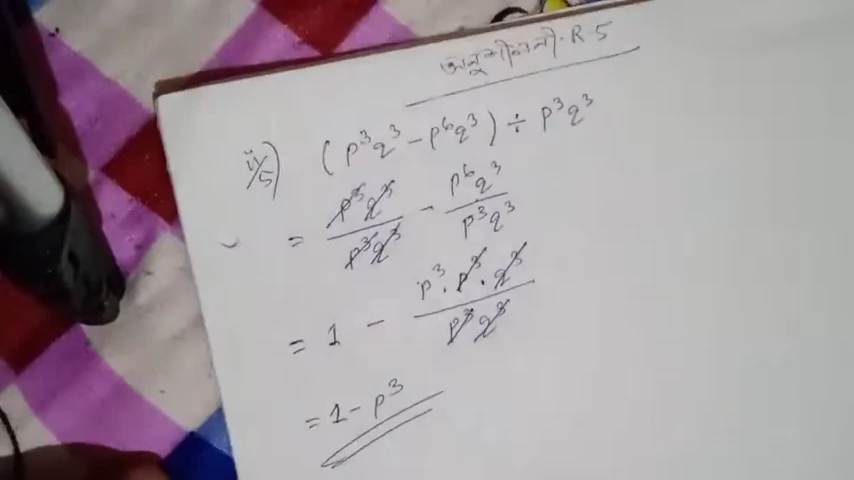 অনুশীলনী·R-5
ii/5) (p³q³ - p⁶q³) ÷ p³q³
= p³q³/p³q³ - p⁶q³/p³q³
= 1 - p³·p³·q³/p³q³
= 1 - p³